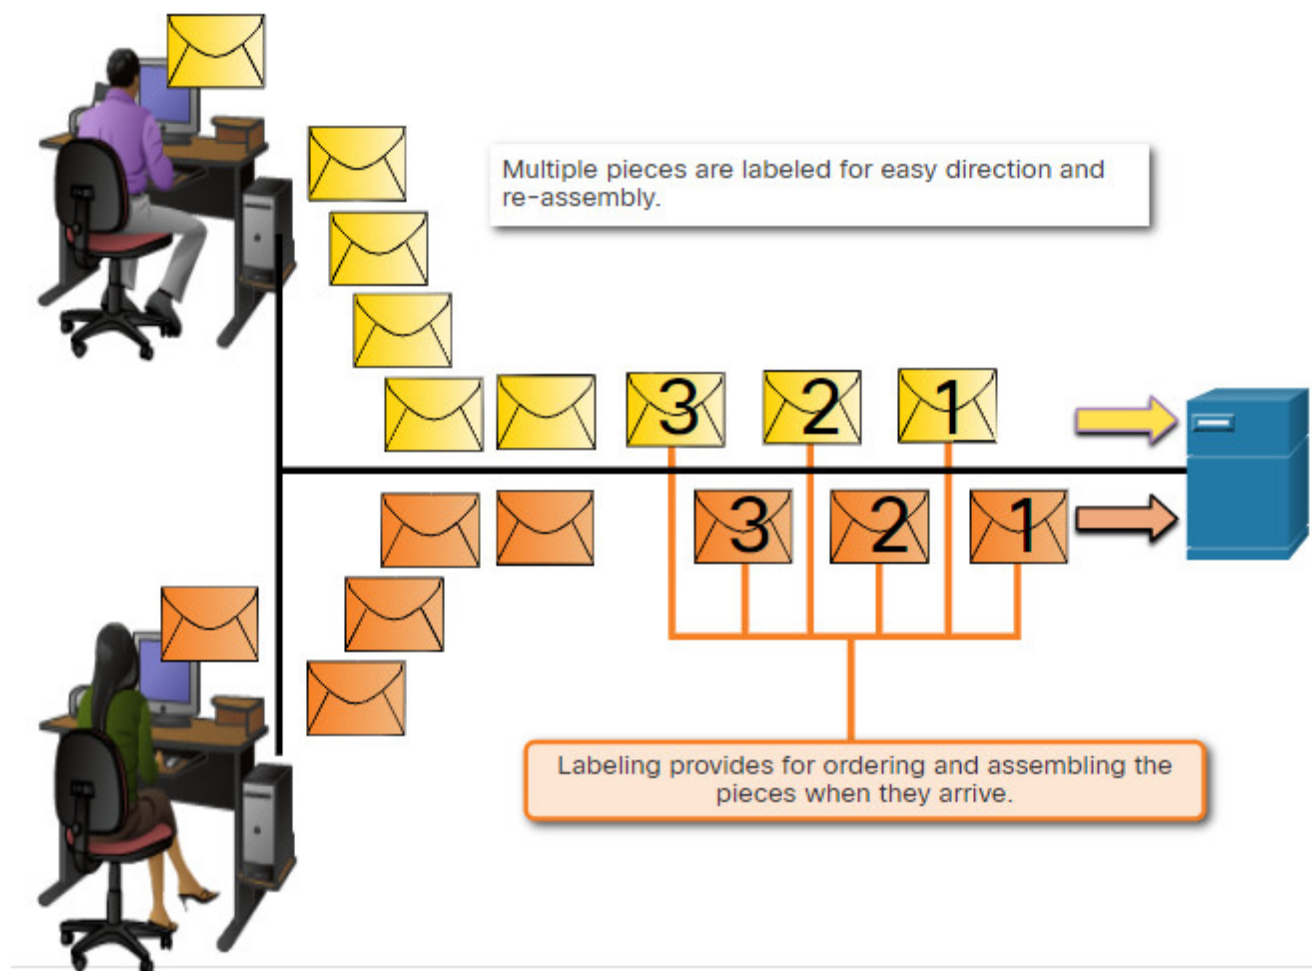 Multiple pieces are labeled for easy direction and
re-assembly.
3 2 1
3 2 1
Labeling provides for ordering and assembling the
pieces when they arrive.